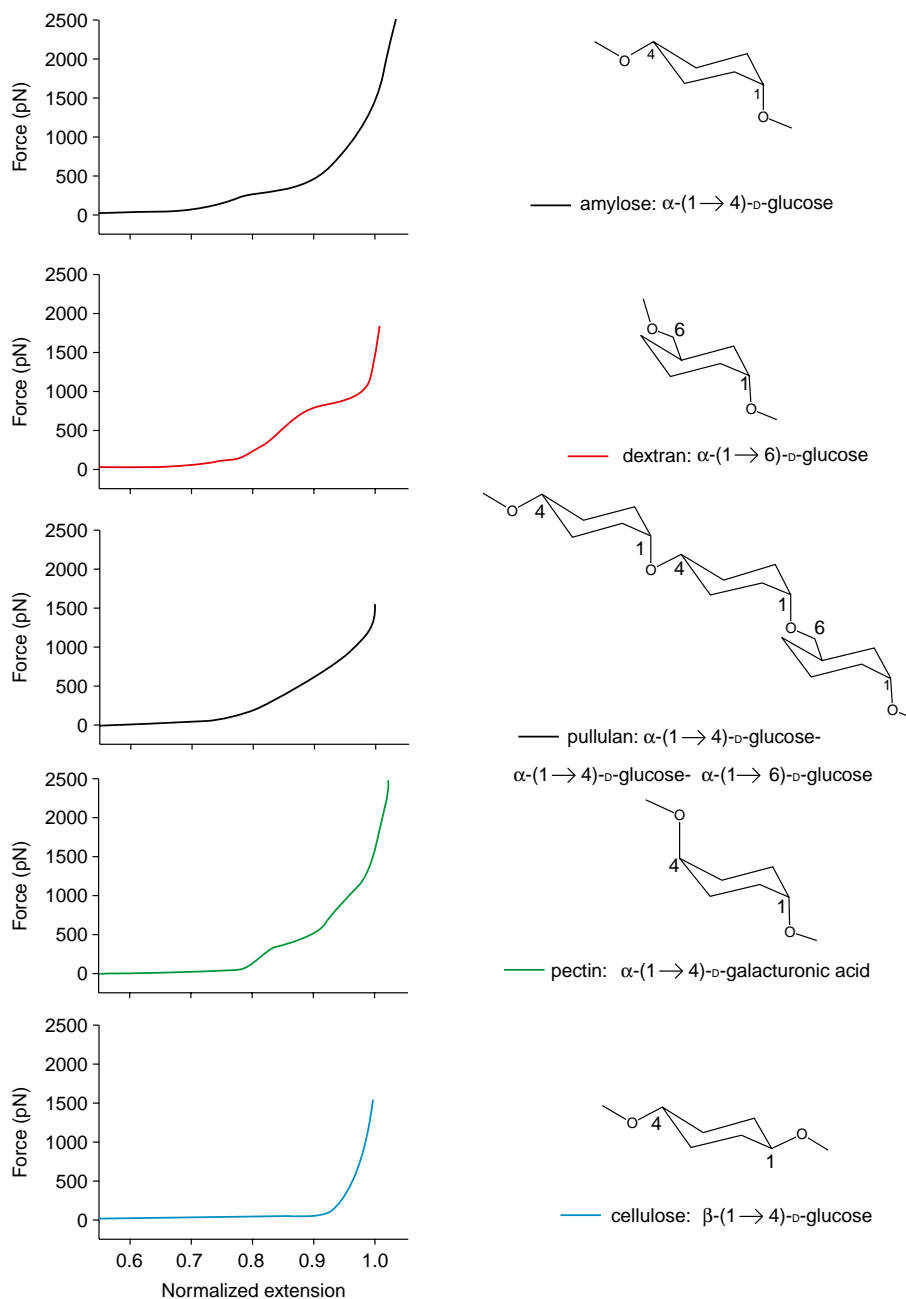 2500
2000
1500
1000
500
0
Force (pN)
4
O
1
O
amylose: α-(1 → 4)-D-glucose
2500
2000
1500
1000
500
0
Force (pN)
O
6
1
O
dextran: α-(1 → 6)-D-glucose
2500
2000
1500
1000
500
0
Force (pN)
O
4
1
O
4
1
O
6
1
O
pullulan: α-(1 → 4)-D-glucose-
α-(1 → 4)-D-glucose- α-(1 → 6)-D-glucose
2500
2000
1500
1000
500
0
Force (pN)
O
4
1
O
pectin: α-(1 → 4)-D-galacturonic acid
2500
2000
1500
1000
500
0
Force (pN)
O
4
O
1
cellulose: β-(1 → 4)-D-glucose
0.6 0.7 0.8 0.9 1.0
Normalized extension